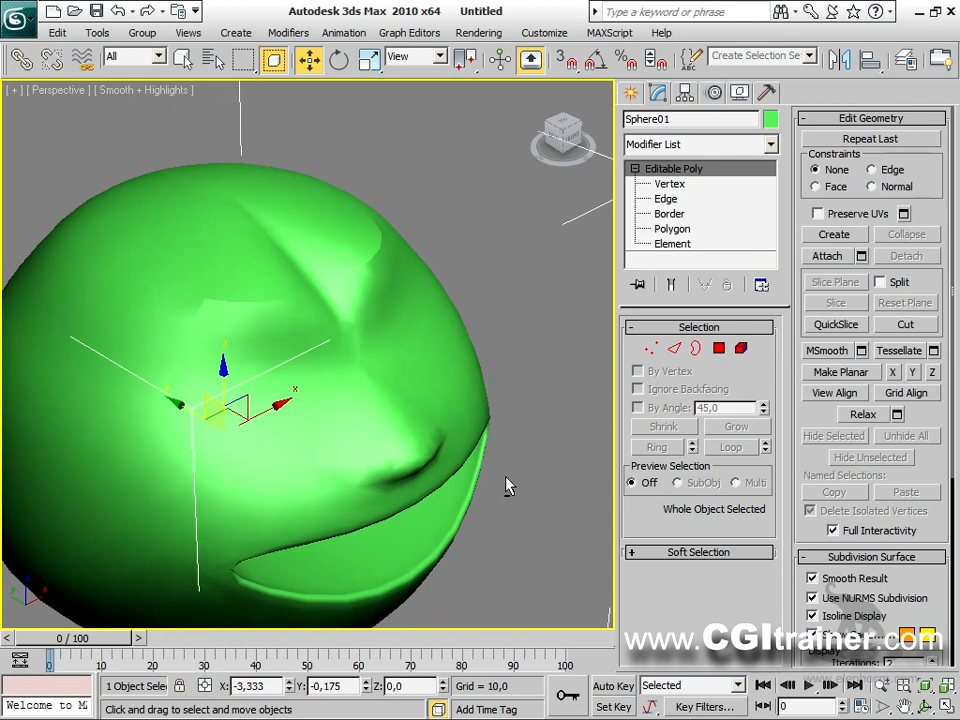 Autodesk 3ds Max 2010 x64 Untitled
Type a keyword or phrase
Edit Tools Group Views Create Modifiers Animation Graph Editors Rendering Customize MAXScript Help
All View 3 Create Selection Se
[ + ] [ Perspective ] [ Smooth + Highlights ]
Sphere01
Modifier List
Editable Poly
Vertex
Edge
Border
Polygon
Element
- Selection
By Vertex
Ignore Backfacing
By Angle: 45,0
Shrink Grow
Ring Loop
Preview Selection
Off SubObj Multi
Whole Object Selected
+ Soft Selection
- Edit Geometry
Repeat Last
Constraints
None Edge
Face Normal
Preserve UVs
Create Collapse
Attach Detach
Slice Plane Split
Slice Reset Plane
QuickSlice Cut
MSmooth Tessellate
Make Planar X Y Z
View Align Grid Align
Relax
Hide Selected Unhide All
Hide Unselected
Named Selections:
Copy Paste
Delete Isolated Vertices
Full Interactivity
- Subdivision Surface
Smooth Result
Use NURMS Subdivision
Isoline Display
www.CGItrainer.com
Display
Iterations: 2
x
z
< 0 / 100 >
0 10 20 30 40 50 60 70 80 90 100
1 Object Sele X: -3,333 Y: -0,175 Z: 0,0 Grid = 10,0 Auto Key Selected
Welcome to M Click and drag to select and move objects Add Time Tag Set Key Key Filters... 0